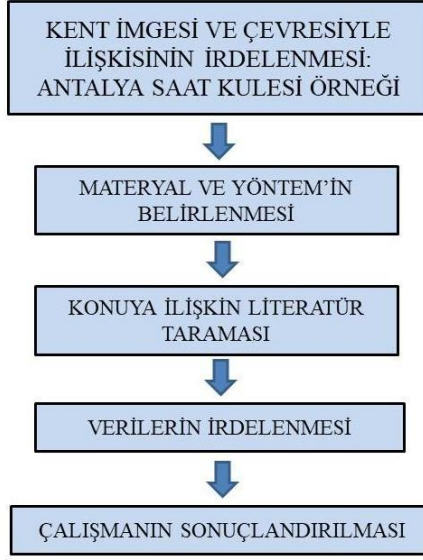 KENT İMGESİ VE ÇEVRESİYLE
İLİŞKİSİNİN İRDELENMESİ:
ANTALYA SAAT KULESİ ÖRNEĞİ
MATERYAL VE YÖNTEM’İN
BELİRLENMESİ
KONUYA İLİŞKİN LİTERATÜR
TARAMASI
VERİLERİN İRDELENMESİ
ÇALIŞMANIN SONUÇLANDIRILMASI